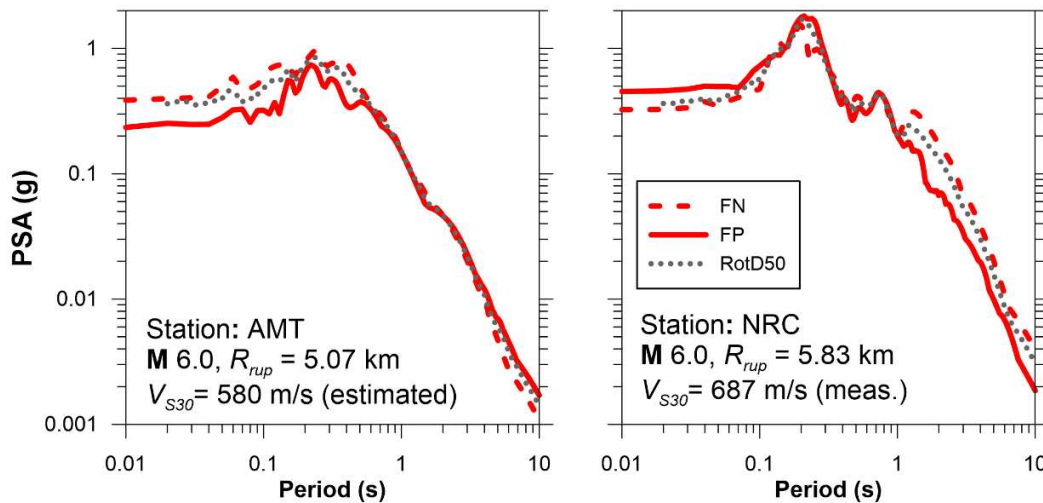 PSA (g)
1
0.1
0.01
0.001
Station: AMT
M 6.0, Rrup = 5.07 km
VS30= 580 m/s (estimated)
0.01
0.1
1
10
Period (s)
FN
FP
RotD50
Station: NRC
M 6.0, Rrup = 5.83 km
VS30= 687 m/s (meas.)
0.01
0.1
1
10
Period (s)